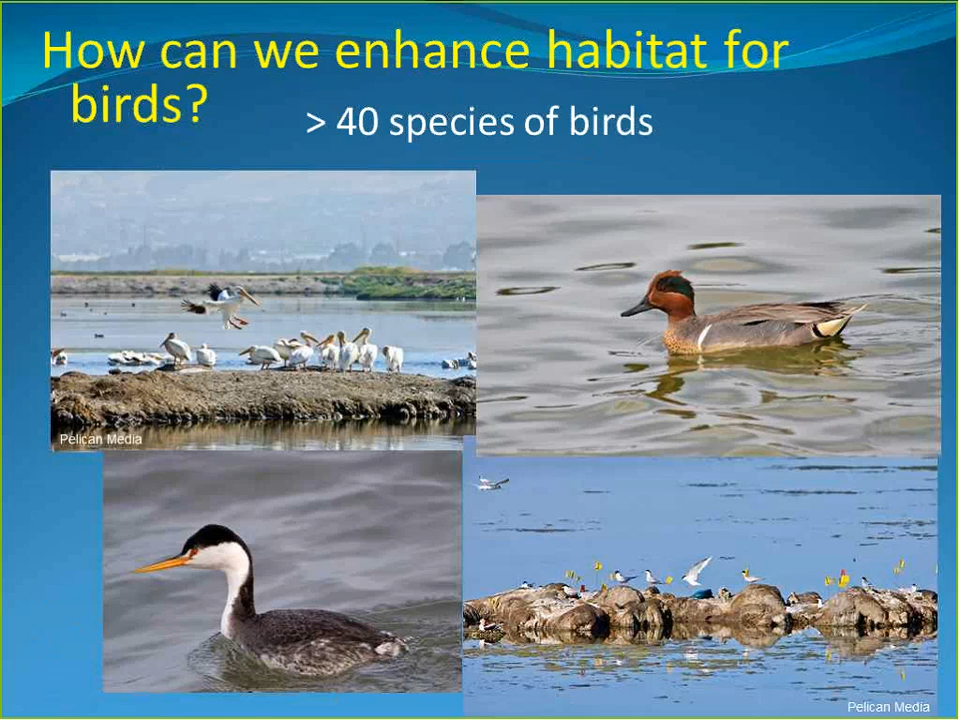 How can we enhance habitat for
birds?
> 40 species of birds
Pelican Media
Pelican Media